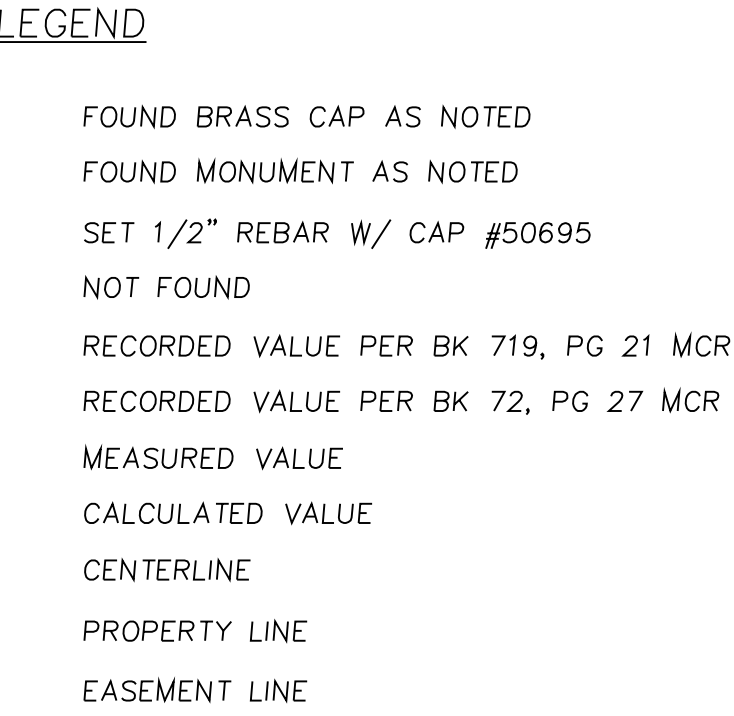 LEGEND
FOUND BRASS CAP AS NOTED
FOUND MONUMENT AS NOTED
SET 1/2" REBAR W/ CAP #50695
NOT FOUND
RECORDED VALUE PER BK 719, PG 21 MCR
RECORDED VALUE PER BK 72, PG 27 MCR
MEASURED VALUE
CALCULATED VALUE
CENTERLINE
PROPERTY LINE
EASEMENT LINE